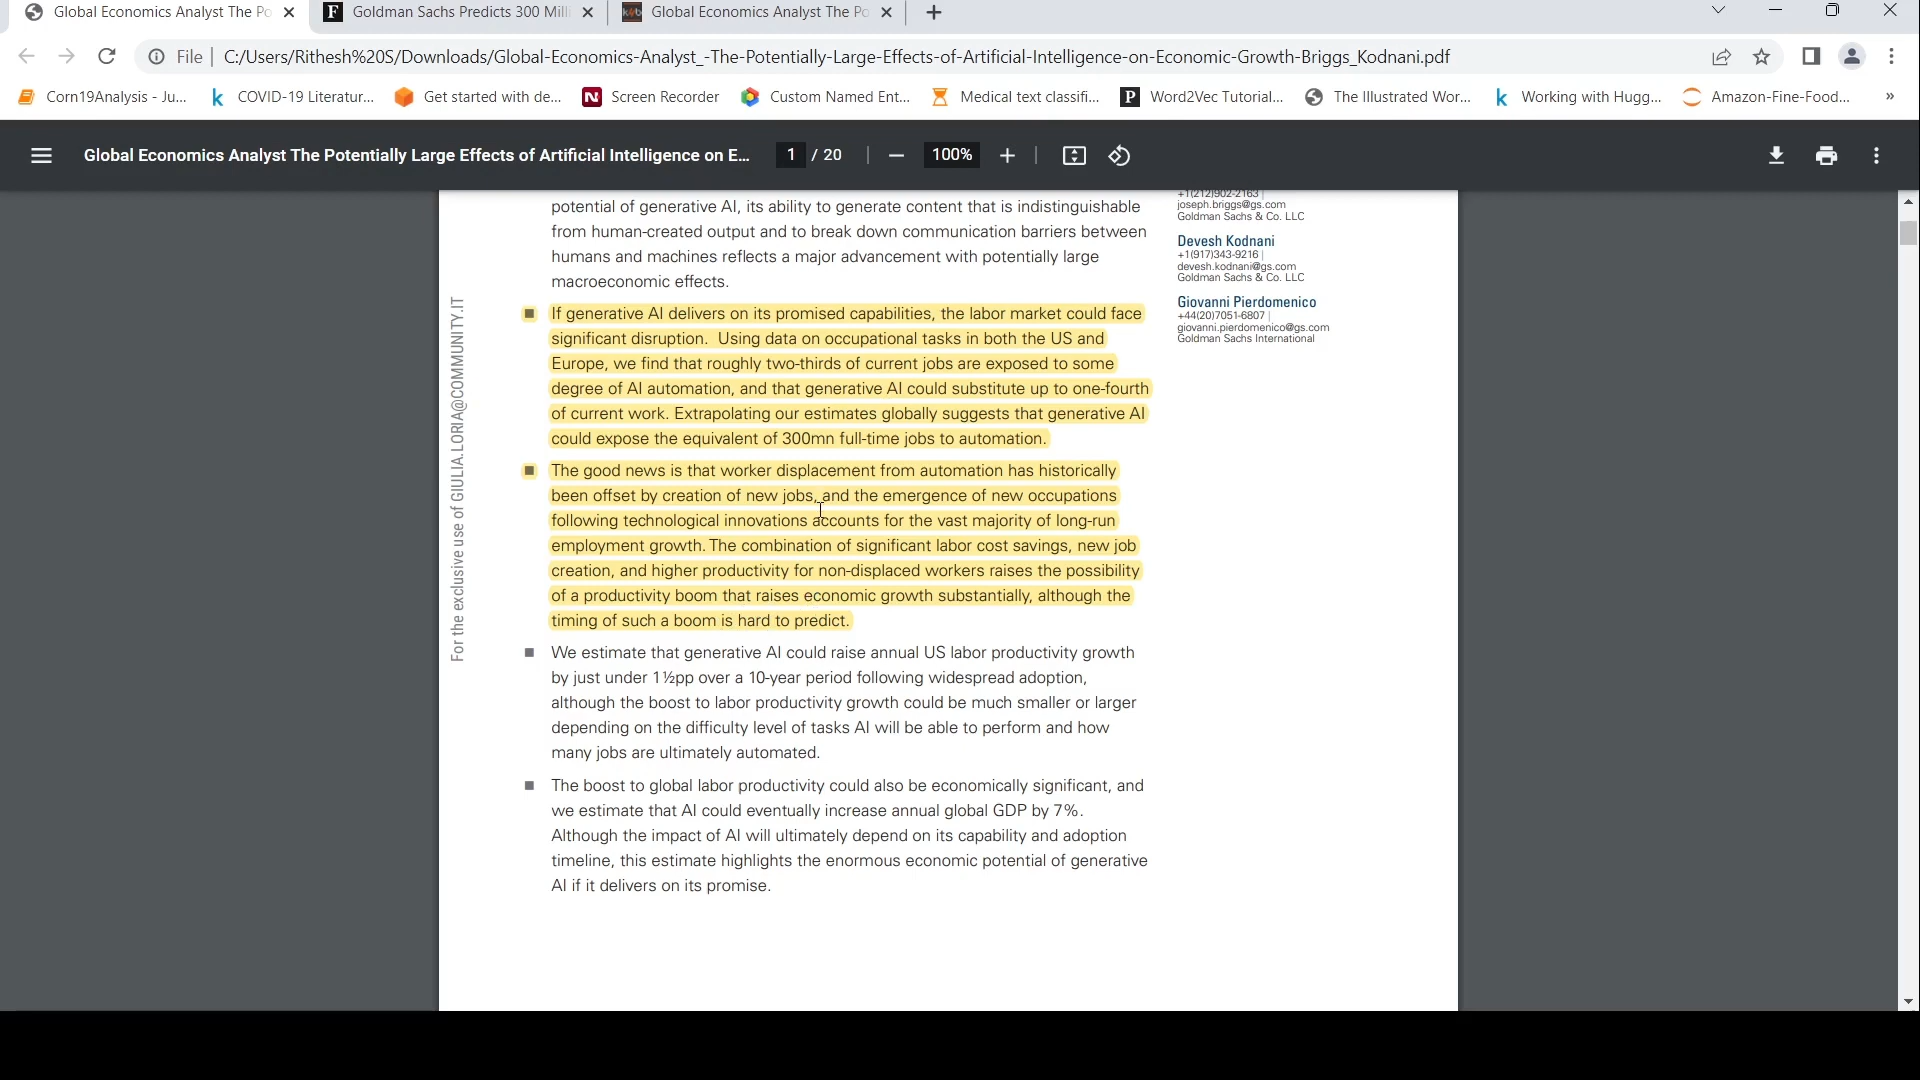 Global Economics Analyst The Po
Goldman Sachs Predicts 300 Milli
Global Economics Analyst The Po
File
C:/Users/Rithesh%20S/Downloads/Global-Economics-Analyst_-The-Potentially-Large-Effects-of-Artificial-Intelligence-on-Economic-Growth-Briggs_Kodnani.pdf
Corn19Analysis - Ju...
COVID-19 Literatur...
Get started with de...
Screen Recorder
Custom Named Ent...
Medical text classifi...
Word2Vec Tutorial...
The Illustrated Wor...
Working with Hugg...
Amazon-Fine-Food...
»
Global Economics Analyst The Potentially Large Effects of Artificial Intelligence on E...
1 / 20
100%
potential of generative AI, its ability to generate content that is indistinguishable
from human-created output and to break down communication barriers between
humans and machines reflects a major advancement with potentially large
macroeconomic effects.
■ If generative AI delivers on its promised capabilities, the labor market could face
significant disruption. Using data on occupational tasks in both the US and
Europe, we find that roughly two-thirds of current jobs are exposed to some
degree of AI automation, and that generative AI could substitute up to one-fourth
of current work. Extrapolating our estimates globally suggests that generative AI
could expose the equivalent of 300mn full-time jobs to automation.
■ The good news is that worker displacement from automation has historically
been offset by creation of new jobs, and the emergence of new occupations
following technological innovations accounts for the vast majority of long-run
employment growth. The combination of significant labor cost savings, new job
creation, and higher productivity for non-displaced workers raises the possibility
of a productivity boom that raises economic growth substantially, although the
timing of such a boom is hard to predict.
■ We estimate that generative AI could raise annual US labor productivity growth
by just under 1½pp over a 10-year period following widespread adoption,
although the boost to labor productivity growth could be much smaller or larger
depending on the difficulty level of tasks AI will be able to perform and how
many jobs are ultimately automated.
■ The boost to global labor productivity could also be economically significant, and
we estimate that AI could eventually increase annual global GDP by 7%.
Although the impact of AI will ultimately depend on its capability and adoption
timeline, this estimate highlights the enormous economic potential of generative
AI if it delivers on its promise.
+1(212)902-2163 |
joseph.briggs@gs.com
Goldman Sachs & Co. LLC
Devesh Kodnani
+1(917)343-9216 |
devesh.kodnani@gs.com
Goldman Sachs & Co. LLC
Giovanni Pierdomenico
+44(20)7051-6807 |
giovanni.pierdomenico@gs.com
Goldman Sachs International
For the exclusive use of GIULIA.LORIA@COMMUNITY.IT